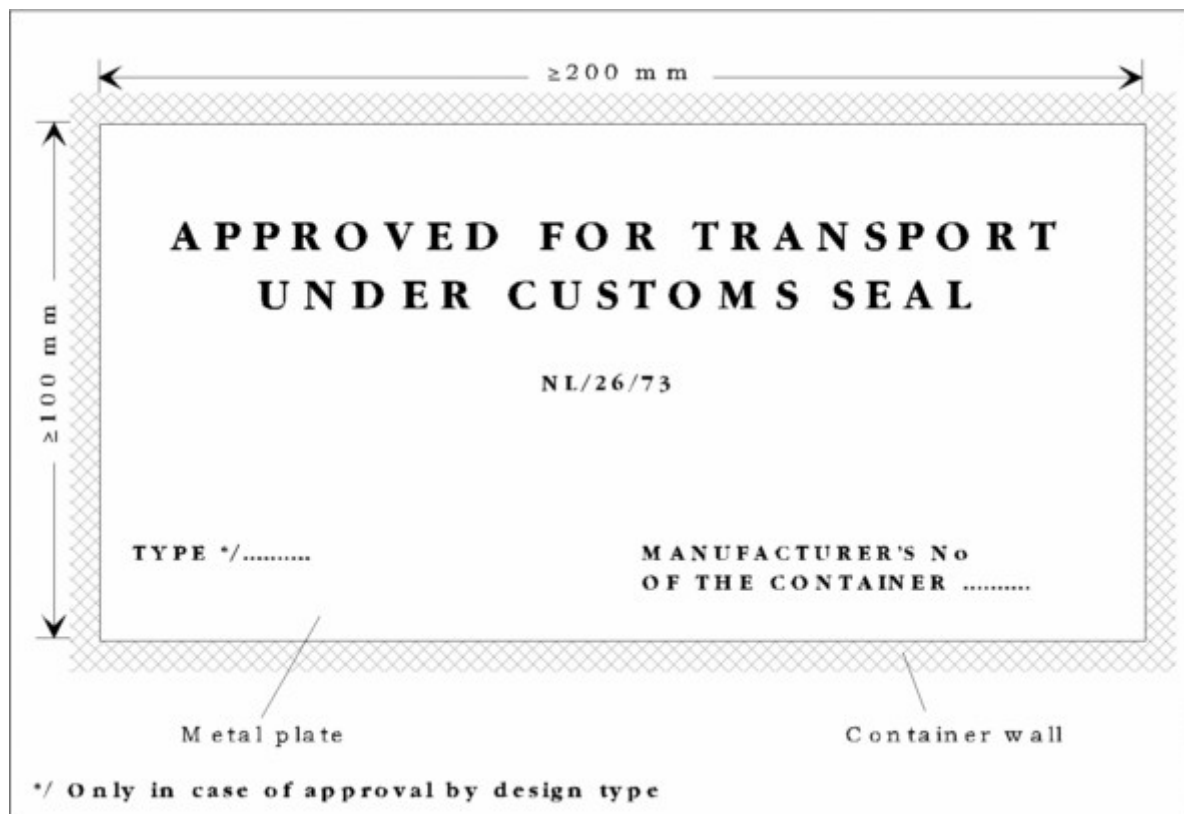 ≥200 mm
≥100 mm
APPROVED FOR TRANSPORT
UNDER CUSTOMS SEAL
NL/26/73
TYPE */..........
MANUFACTURER'S No
OF THE CONTAINER ..........
Metal plate
Container wall
*/ Only in case of approval by design type